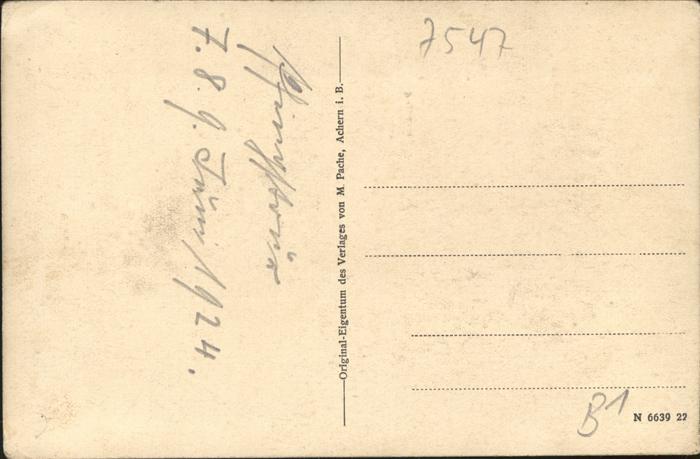 7547
7. 8. 9. Juni 1924.
Original-Eigentum des Verlages von M. Pache, Achern i. B.
B1
N 6639 22